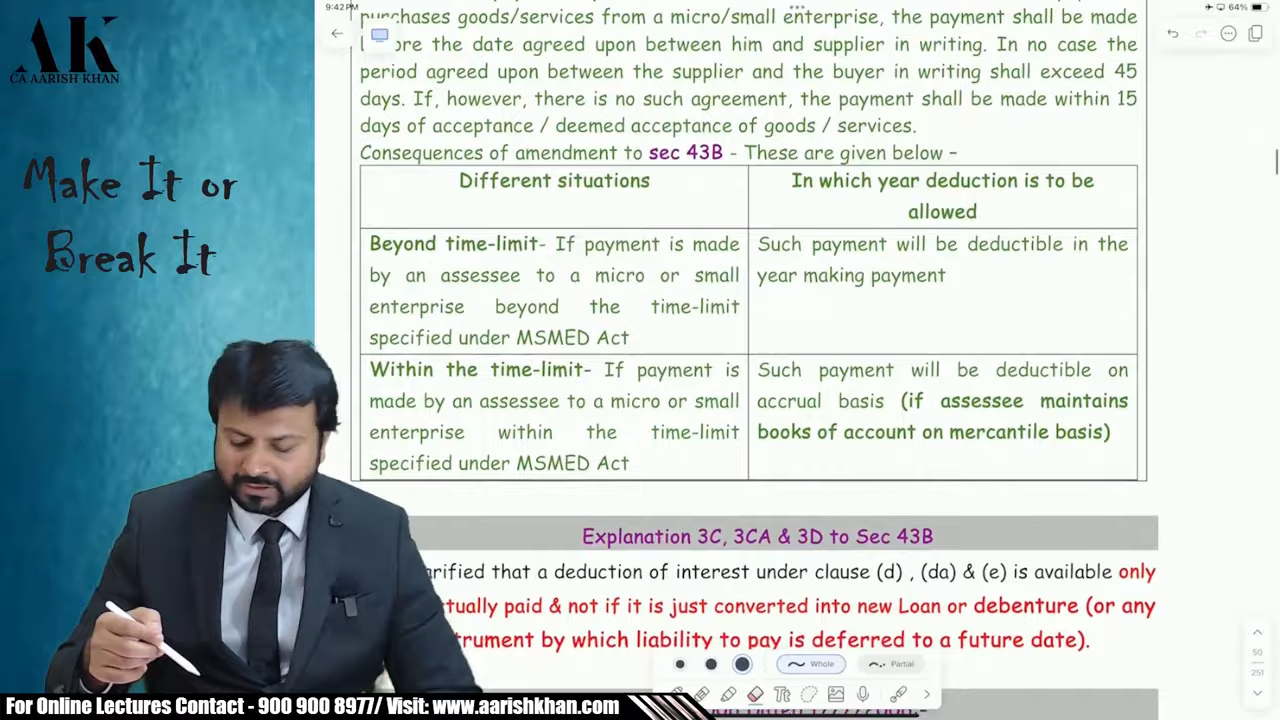 9:42PM
64%
AK
CA AARISH KHAN
Make It or
Break It
purchases goods/services from a micro/small enterprise, the payment shall be made
the date agreed upon between him and supplier in writing. In no case the
period agreed upon between the supplier and the buyer in writing shall exceed 45
days. If, however, there is no such agreement, the payment shall be made within 15
days of acceptance / deemed acceptance of goods / services.
Consequences of amendment to sec 43B - These are given below –
Different situations
In which year deduction is to be
allowed
Beyond time-limit- If payment is made
by an assessee to a micro or small
enterprise beyond the time-limit
specified under MSMED Act
Such payment will be deductible in the
year making payment
Within the time-limit- If payment is
made by an assessee to a micro or small
enterprise within the time-limit
specified under MSMED Act
Such payment will be deductible on
accrual basis (if assessee maintains
books of account on mercantile basis)
Explanation 3C, 3CA & 3D to Sec 43B
that a deduction of interest under clause (d) , (da) & (e) is available only
paid & not if it is just converted into new Loan or debenture (or any
by which liability to pay is deferred to a future date).
Whole
Partial
Tt
50
251
For Online Lectures Contact - 900 900 8977/ Visit: www.aarishkhan.com